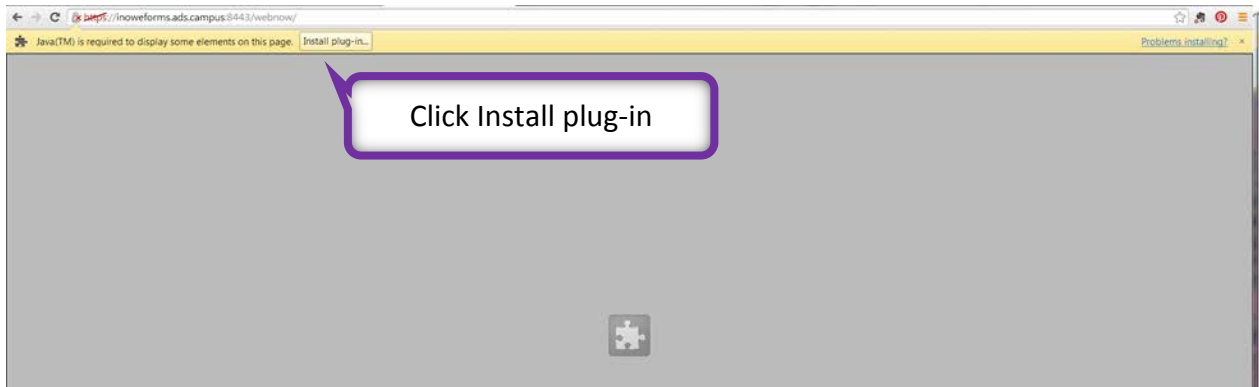 https://inoweforms.ads.campus:8443/webnow/
Java(TM) is required to display some elements on this page. Install plug-in... Problems installing? ×
Click Install plug-in